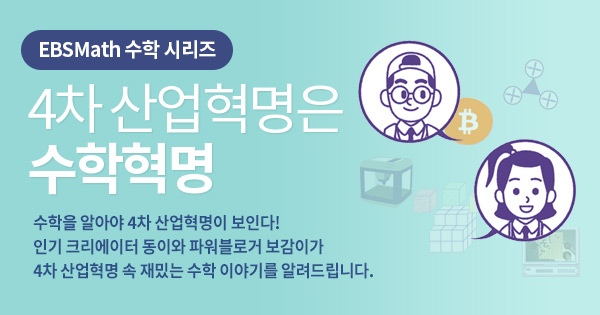 EBSMath 수학 시리즈
4차 산업혁명은
수학혁명
수학을 알아야 4차 산업혁명이 보인다!
인기 크리에이터 동이와 파워블로거 보감이가
4차 산업혁명 속 재밌는 수학 이야기를 알려드립니다.